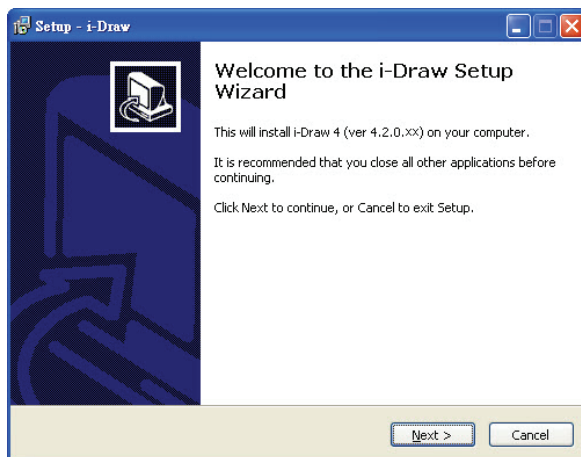 Setup - i-Draw
Welcome to the i-Draw Setup
Wizard
This will install i-Draw 4 (ver 4.2.0.xx) on your computer.
It is recommended that you close all other applications before
continuing.
Click Next to continue, or Cancel to exit Setup.
Next >
Cancel